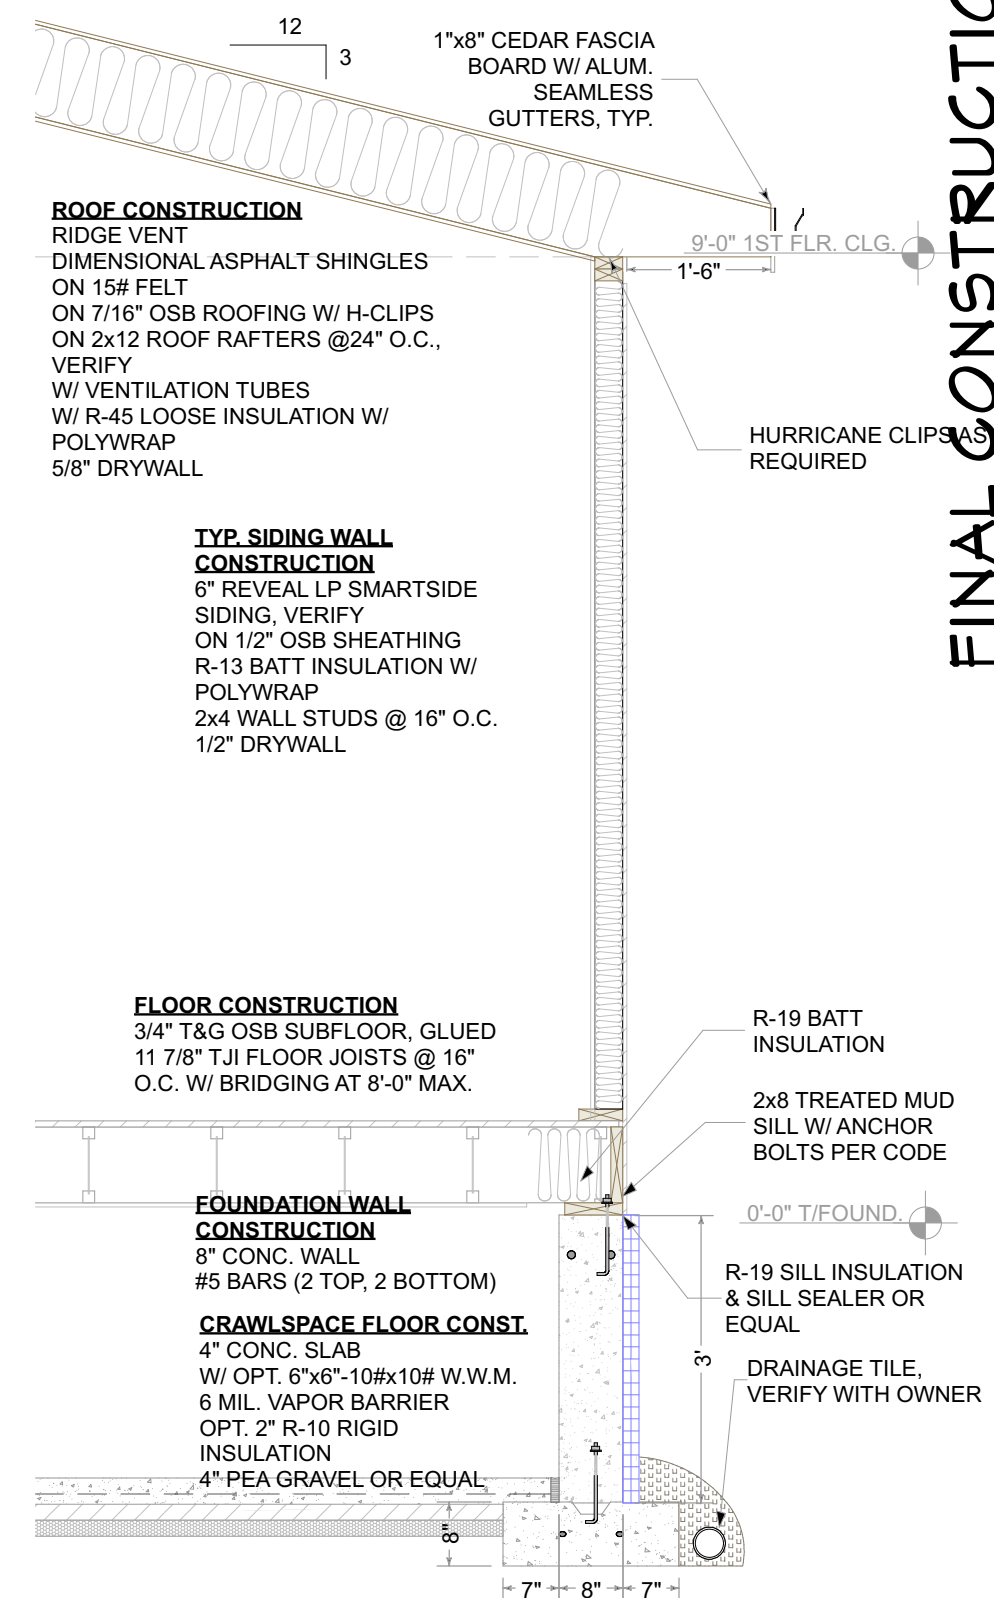 12
3
1"x8" CEDAR FASCIA
BOARD W/ ALUM.
SEAMLESS
GUTTERS, TYP.
ROOF CONSTRUCTION
RIDGE VENT
DIMENSIONAL ASPHALT SHINGLES
ON 15# FELT
ON 7/16" OSB ROOFING W/ H-CLIPS
ON 2x12 ROOF RAFTERS @24" O.C.,
VERIFY
W/ VENTILATION TUBES
W/ R-45 LOOSE INSULATION W/
POLYWRAP
5/8" DRYWALL
9'-0" 1ST FLR. CLG.
1'-6"
HURRICANE CLIPS AS
REQUIRED
TYP. SIDING WALL
CONSTRUCTION
6" REVEAL LP SMARTSIDE
SIDING, VERIFY
ON 1/2" OSB SHEATHING
R-13 BATT INSULATION W/
POLYWRAP
2x4 WALL STUDS @ 16" O.C.
1/2" DRYWALL
FLOOR CONSTRUCTION
3/4" T&G OSB SUBFLOOR, GLUED
11 7/8" TJI FLOOR JOISTS @ 16"
O.C. W/ BRIDGING AT 8'-0" MAX.
R-19 BATT
INSULATION
2x8 TREATED MUD
SILL W/ ANCHOR
BOLTS PER CODE
FOUNDATION WALL
CONSTRUCTION
8" CONC. WALL
#5 BARS (2 TOP, 2 BOTTOM)
0'-0" T/FOUND.
R-19 SILL INSULATION
& SILL SEALER OR
EQUAL
CRAWLSPACE FLOOR CONST.
4" CONC. SLAB
W/ OPT. 6"x6"-10#x10# W.W.M.
6 MIL. VAPOR BARRIER
OPT. 2" R-10 RIGID
INSULATION
4" PEA GRAVEL OR EQUAL
3'
DRAINAGE TILE,
VERIFY WITH OWNER
8"
7"
8"
7"
FINAL CONSTRUCTIO